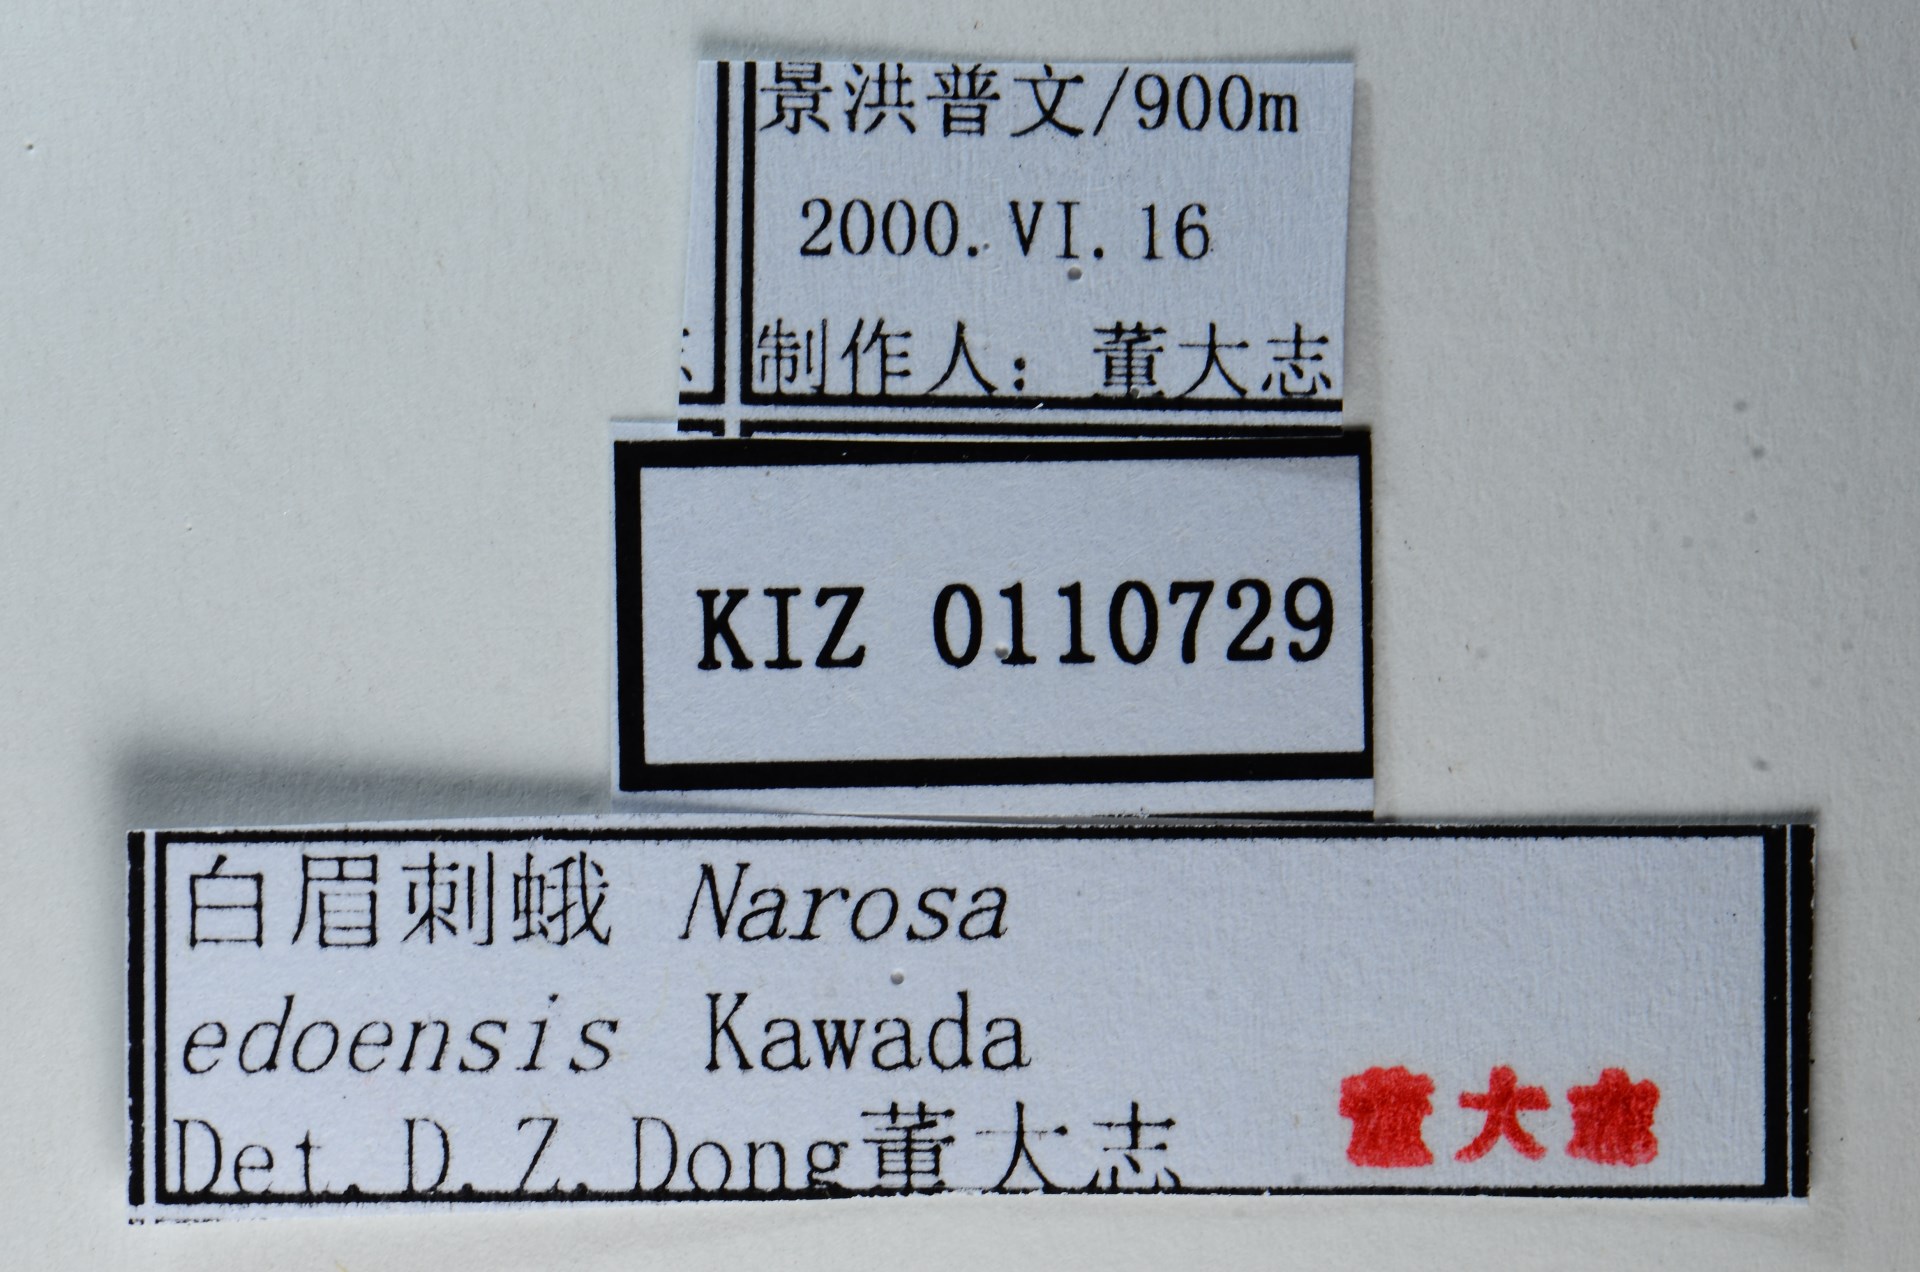 景洪普文/900m
2000.VI.16
制作人：董大志
KIZ 0110729
白眉刺蛾 Narosa
edoensis Kawada
Det. D.Z.Dong董大志
董大志